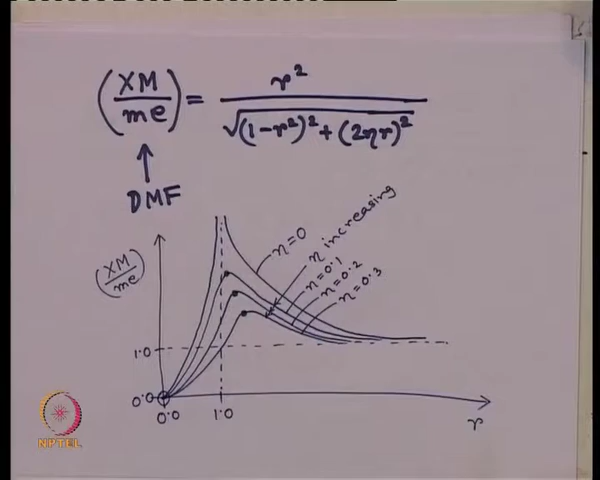 (XM/me) = r² / √(1-r²)² + (2ηr)²
DMF
(XM/me)
η=0
η increasing
η=0.1
η=0.2
η=0.3
1.0
0.0
0.0
1.0
r
NPTEL